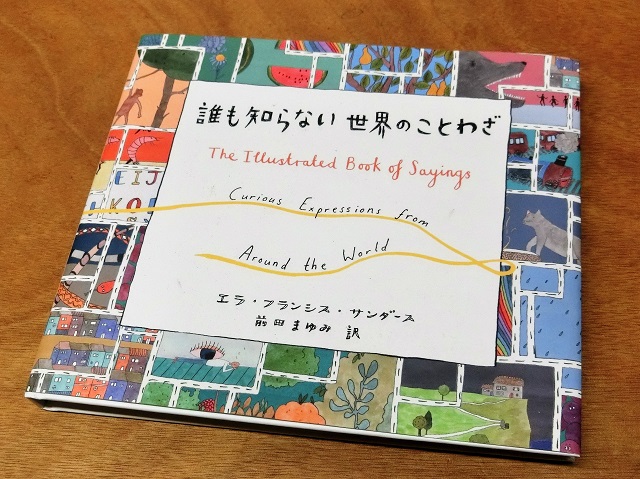 誰も知らない世界のことわざ
The Illustrated Book of Sayings
Curious Expressions from
Around the World
エラ・フランシス・サンダース
前田まゆみ 訳
EIJ